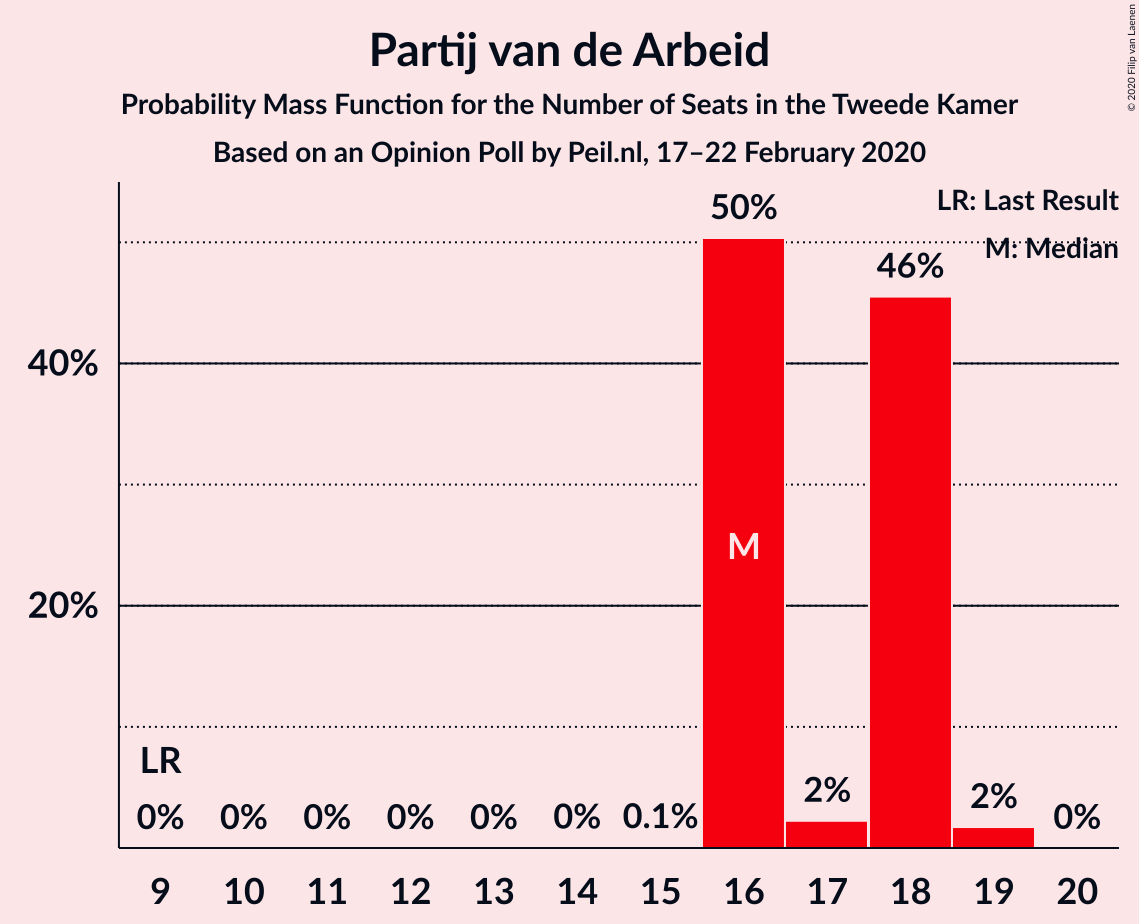 Partij van de Arbeid
Probability Mass Function for the Number of Seats in the Tweede Kamer
Based on an Opinion Poll by Peil.nl, 17–22 February 2020
© 2020 Filip van Laenen
LR: Last Result
M: Median
50%
46%
40%
M
20%
LR
0% 0% 0% 0% 0% 0% 0.1% 2% 2% 0%
9 10 11 12 13 14 15 16 17 18 19 20